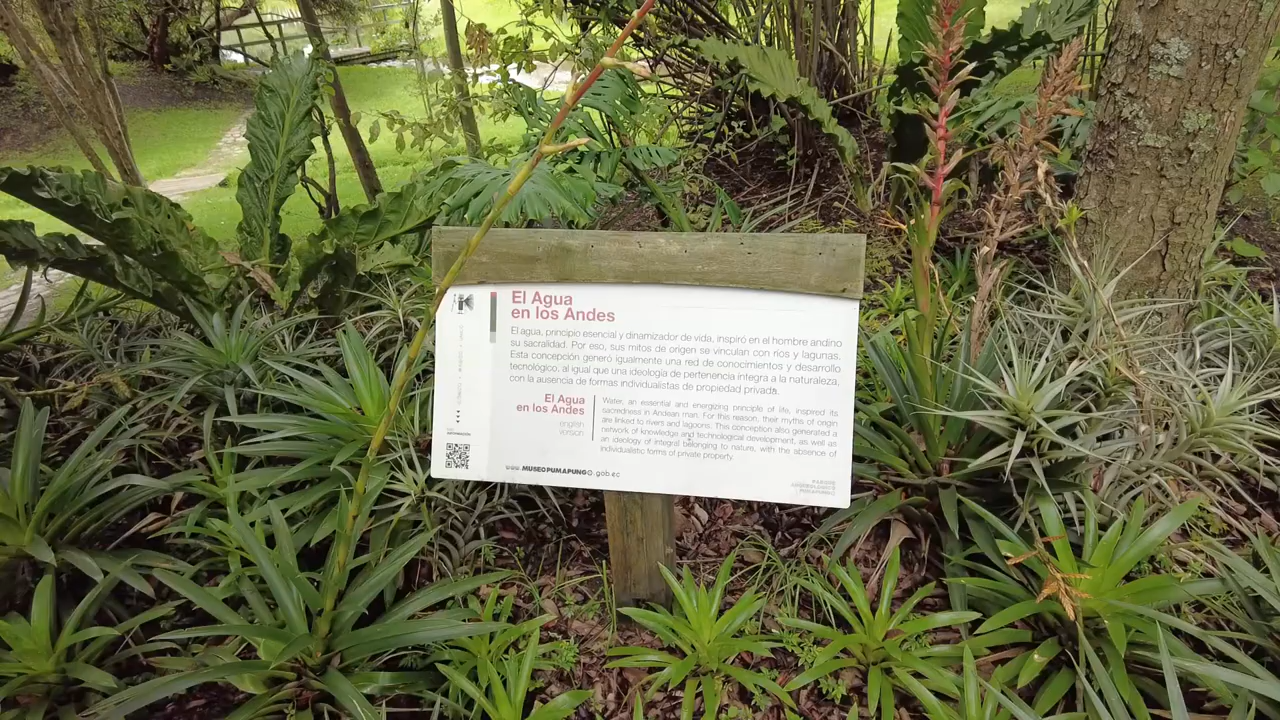 El Agua
en los Andes
El agua, principio esencial y dinamizador de vida, inspiró en el hombre andino
su sacralidad. Por eso, sus mitos de origen se vinculan con ríos y lagunas.
Esta concepción generó igualmente una red de conocimientos y desarrollo
tecnológico, al igual que una ideología de pertenencia íntegra a la naturaleza,
con la ausencia de formas individualistas de propiedad privada.
El Agua
en los Andes
english
version
Water, an essential and energizing principle of life, inspired its
sacredness in Andean man. For this reason, their myths of origin
are linked to rivers and lagoons. This conception also generated a
network of knowledge and technological development, as well as
an ideology of integral belonging to nature, with the absence of
individualistic forms of private property.
www.MUSEOPUMAPUNGO.gob.ec